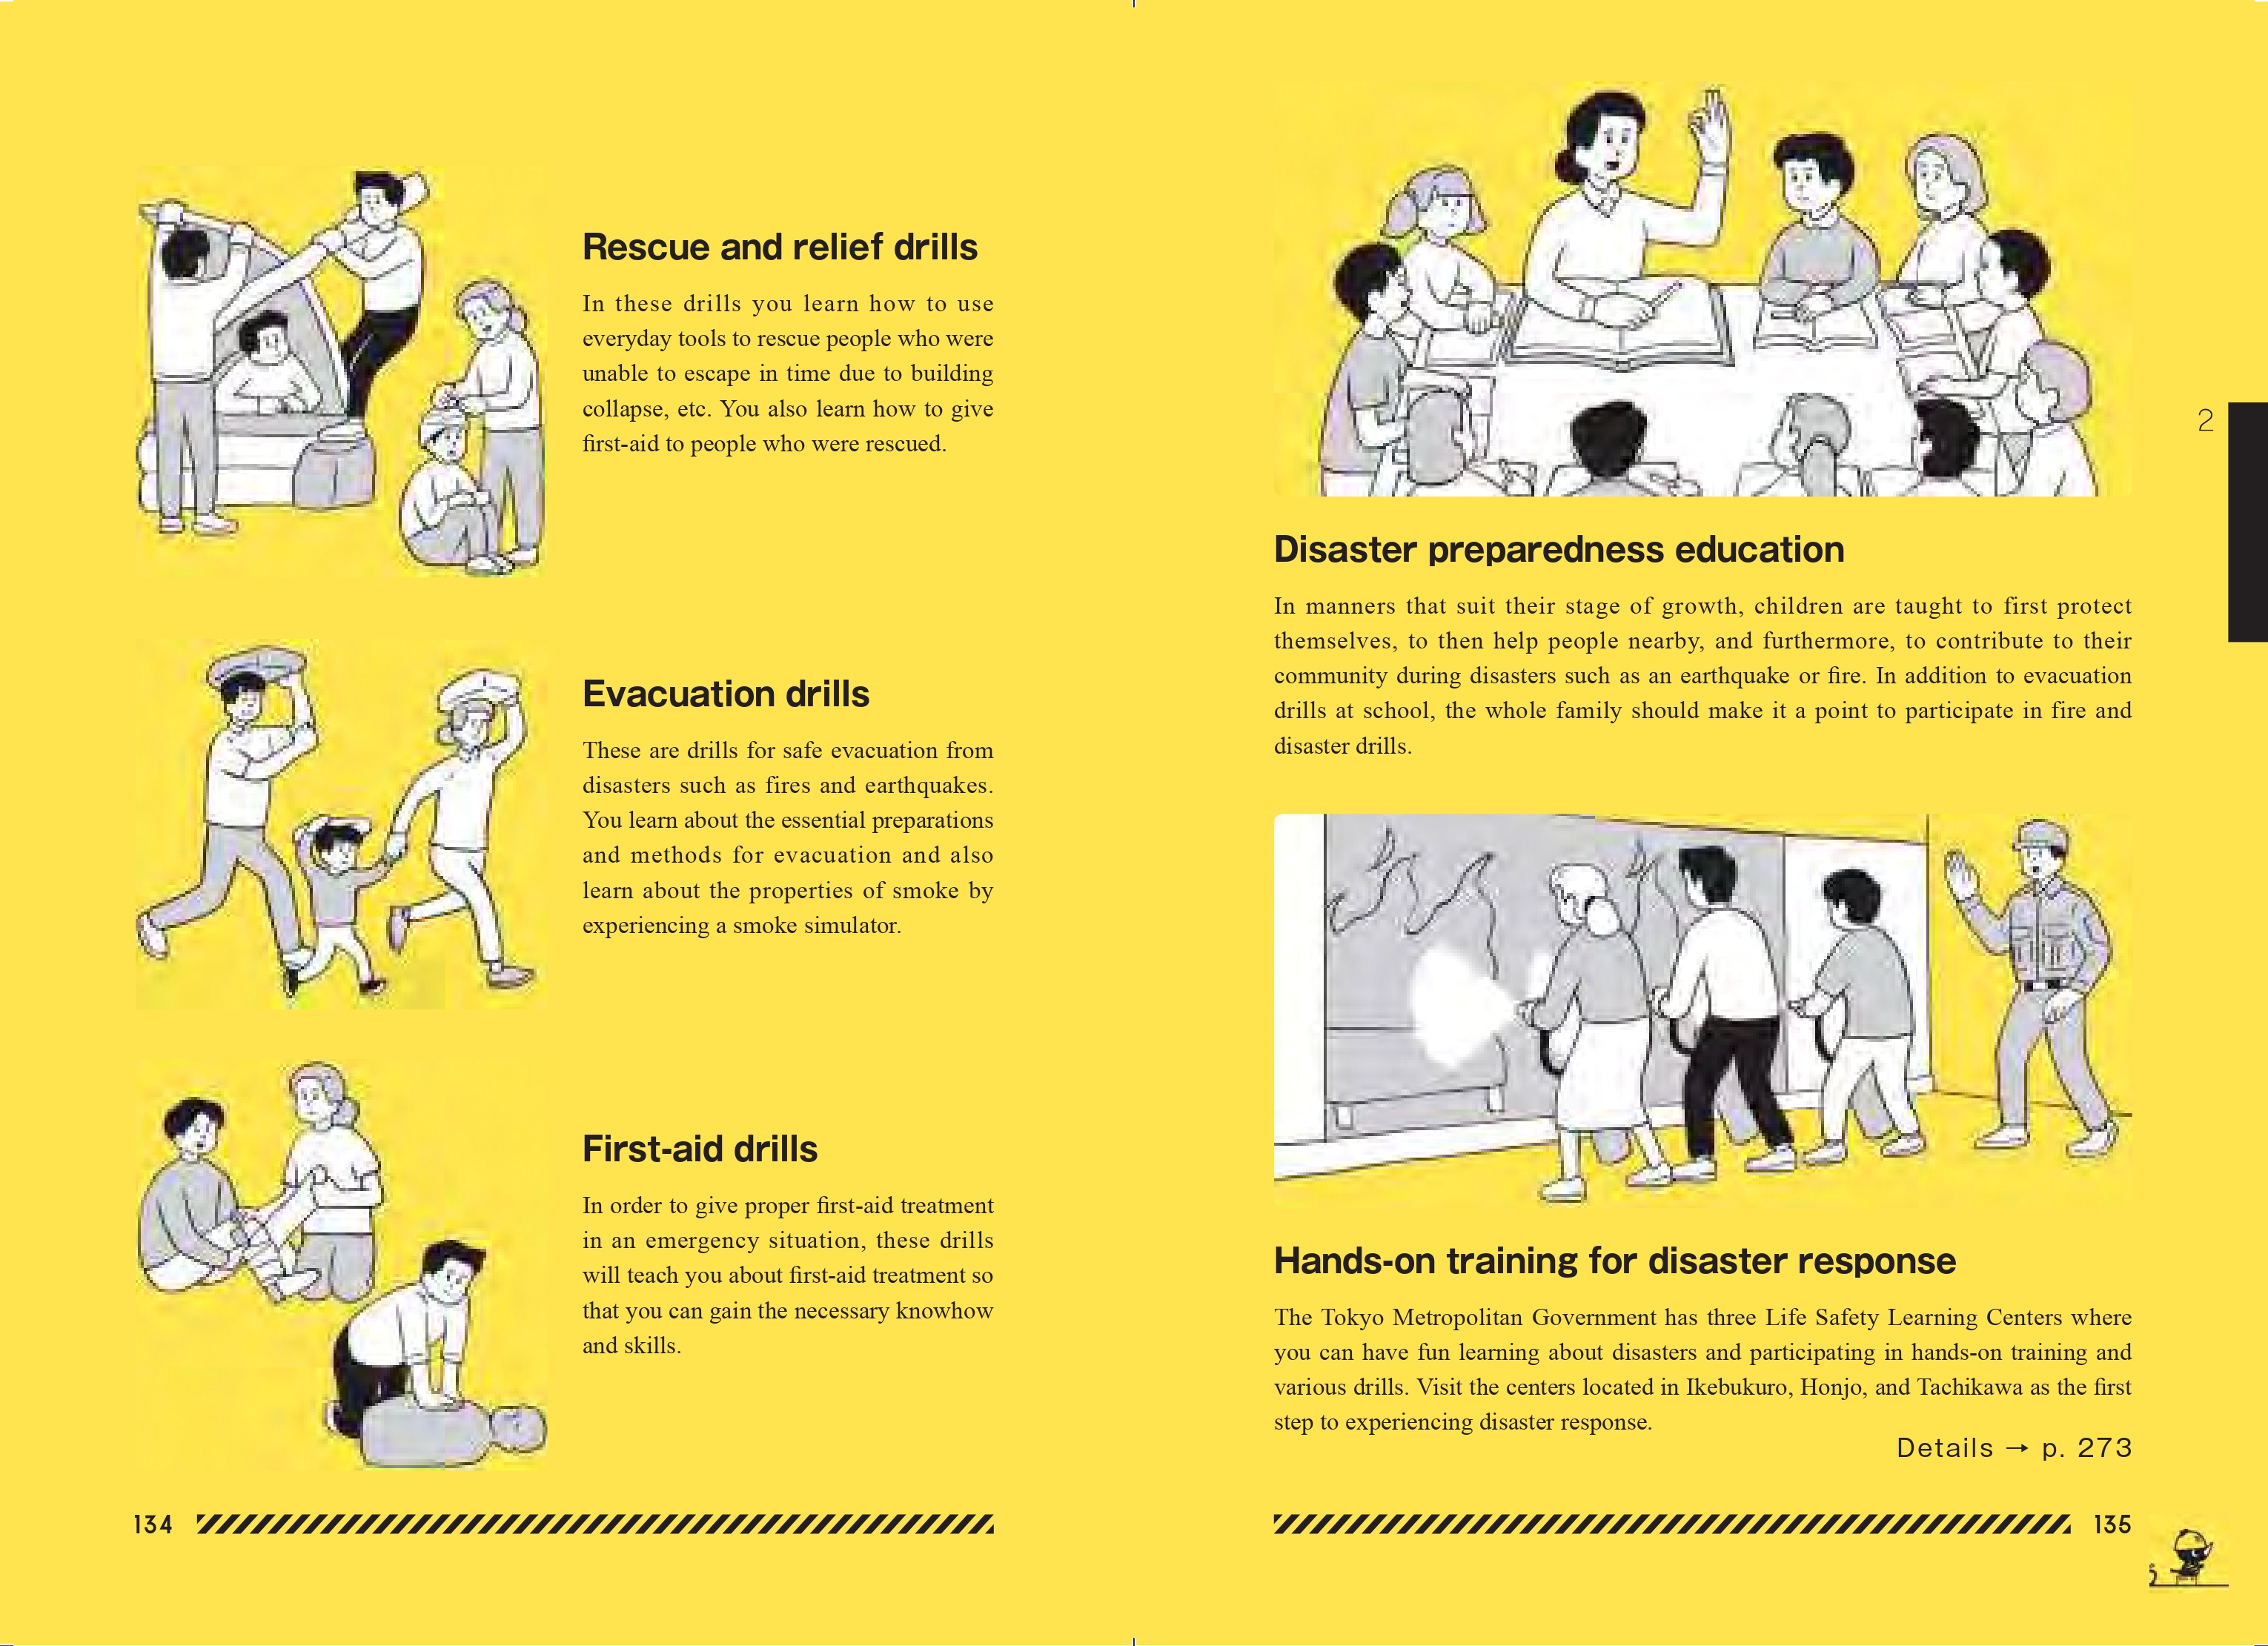 Rescue and relief drills
In these drills you learn how to use
everyday tools to rescue people who were
unable to escape in time due to building
collapse, etc. You also learn how to give
first-aid to people who were rescued.
Evacuation drills
These are drills for safe evacuation from
disasters such as fires and earthquakes.
You learn about the essential preparations
and methods for evacuation and also
learn about the properties of smoke by
experiencing a smoke simulator.
First-aid drills
In order to give proper first-aid treatment
in an emergency situation, these drills
will teach you about first-aid treatment so
that you can gain the necessary knowhow
and skills.
134
2
Disaster preparedness education
In manners that suit their stage of growth, children are taught to first protect
themselves, to then help people nearby, and furthermore, to contribute to their
community during disasters such as an earthquake or fire. In addition to evacuation
drills at school, the whole family should make it a point to participate in fire and
disaster drills.
Hands-on training for disaster response
The Tokyo Metropolitan Government has three Life Safety Learning Centers where
you can have fun learning about disasters and participating in hands-on training and
various drills. Visit the centers located in Ikebukuro, Honjo, and Tachikawa as the first
step to experiencing disaster response.
Details → p. 273
135